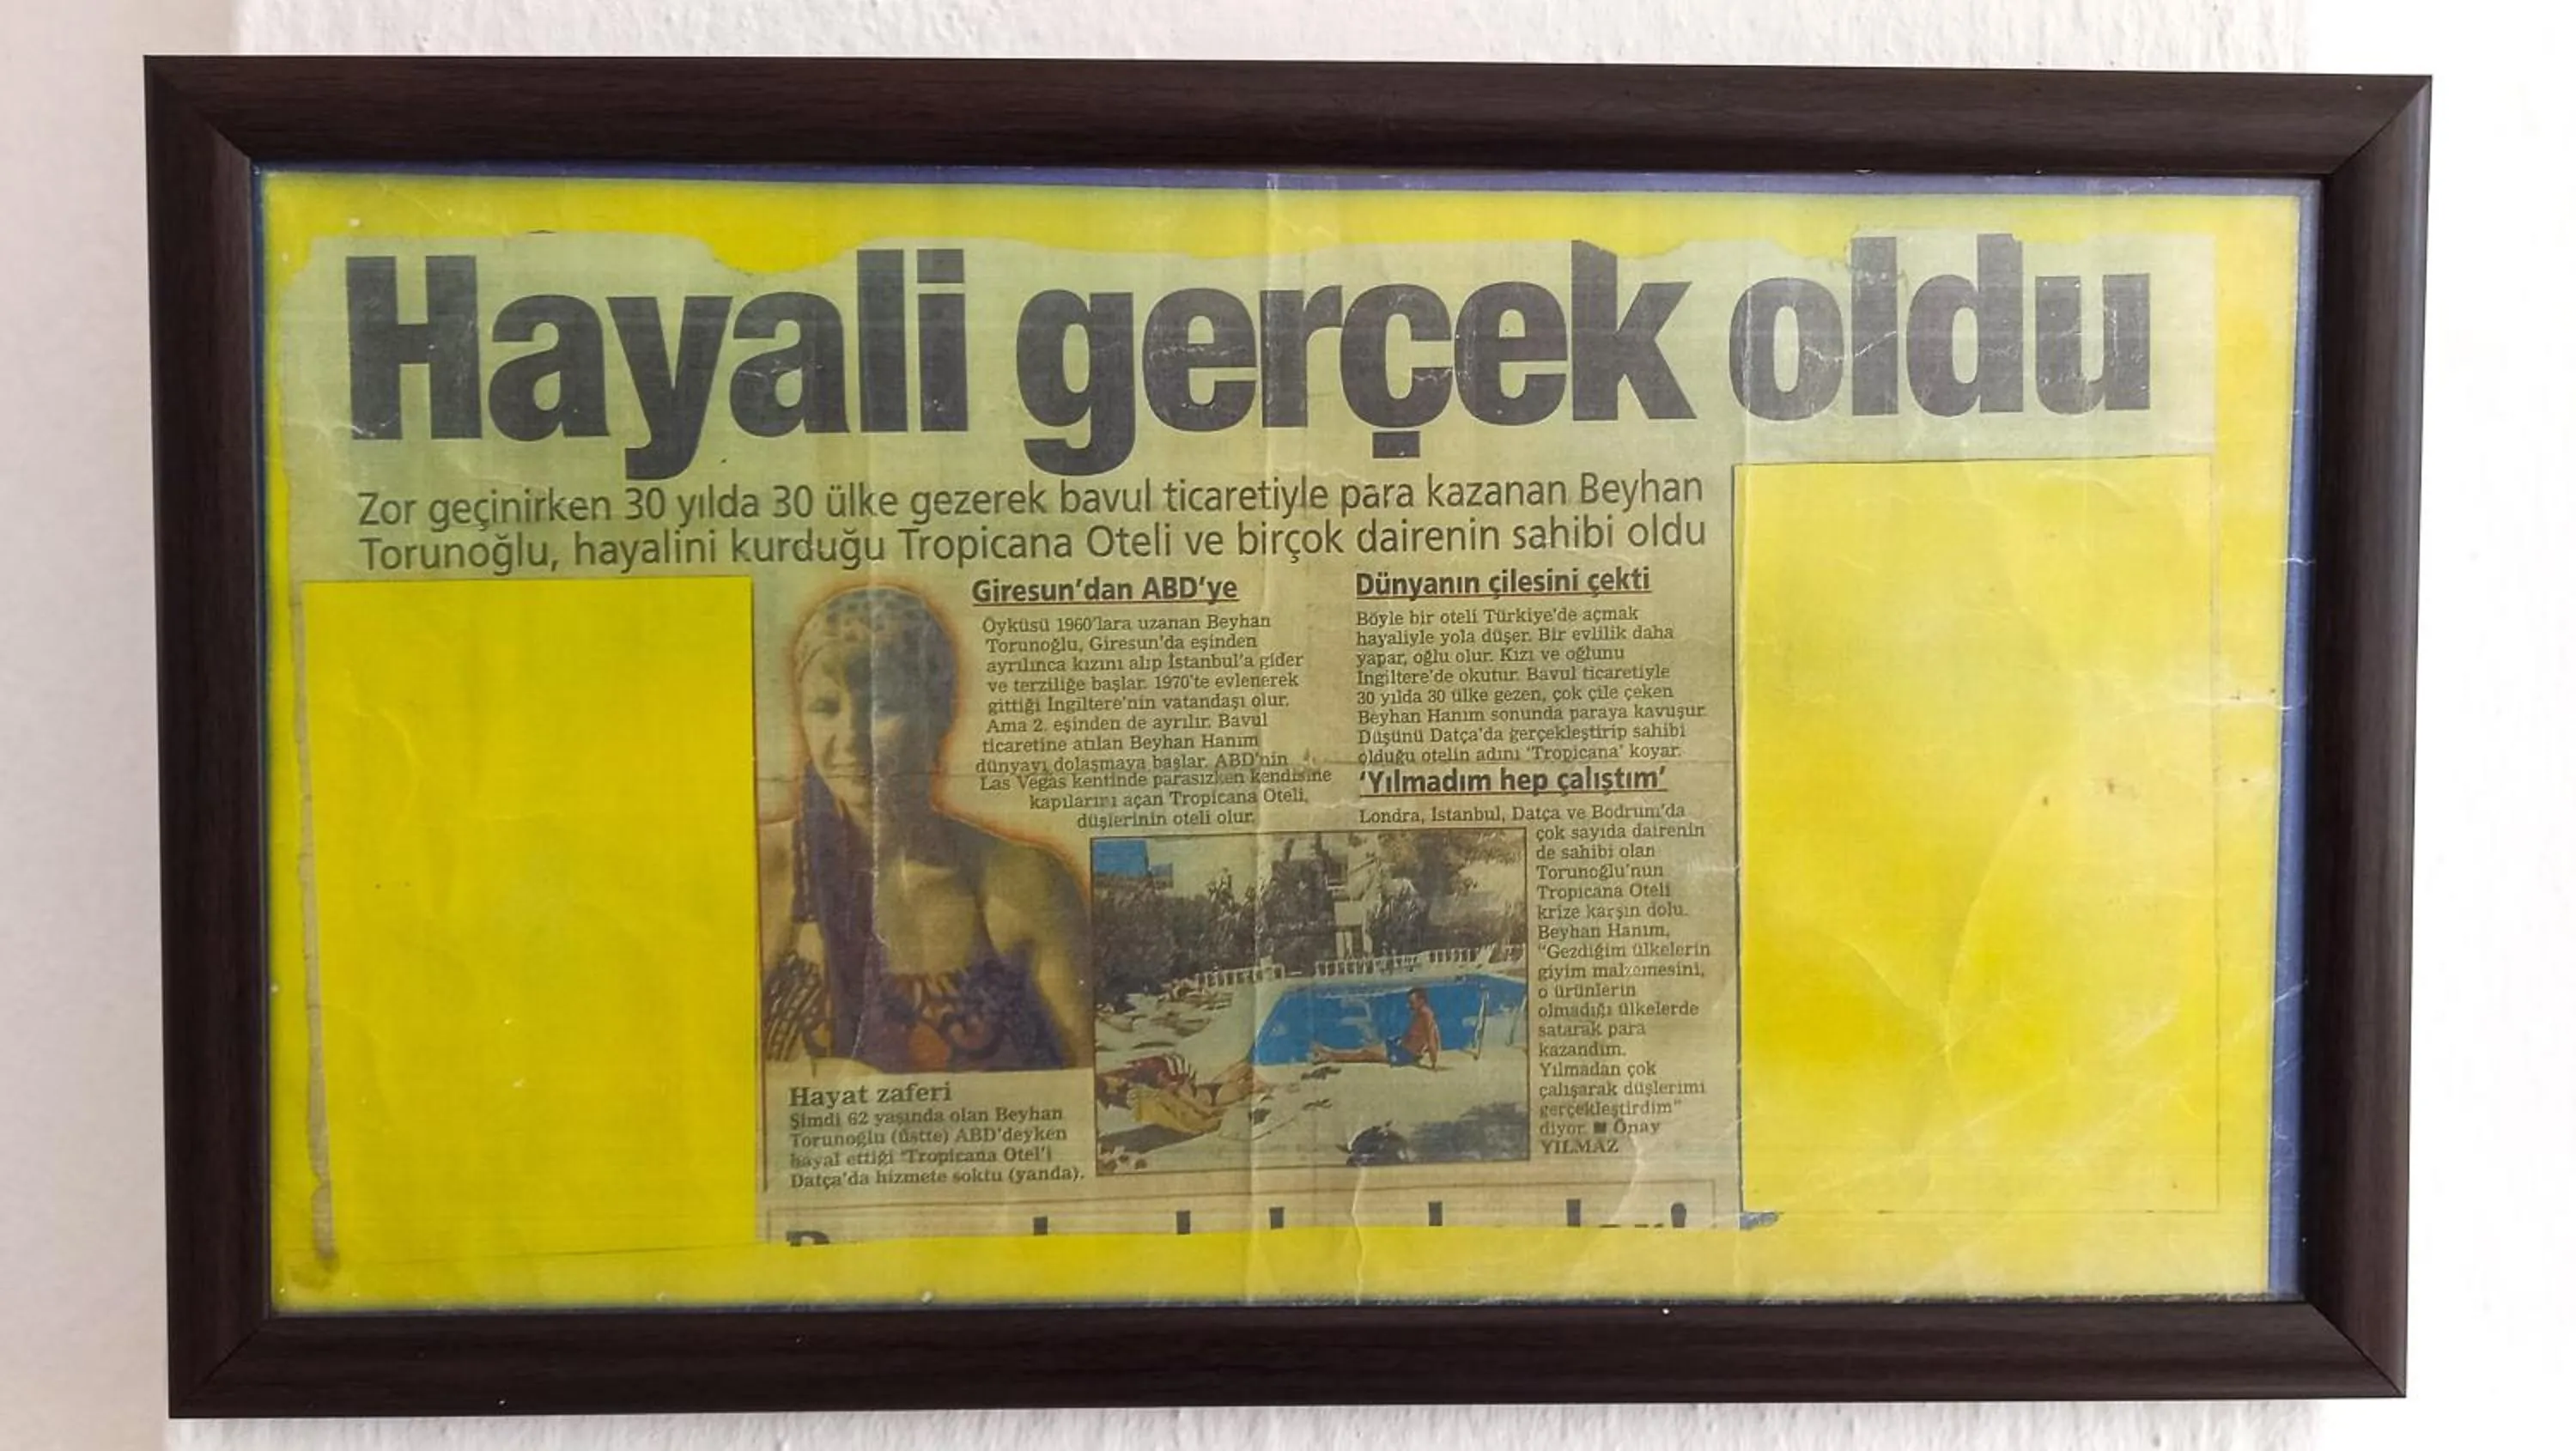 Hayali gerçek oldu
Zor geçinirken 30 yılda 30 ülke gezerek bavul ticaretiyle para kazanan Beyhan
Torunoğlu, hayalini kurduğu Tropicana Oteli ve birçok dairenin sahibi oldu
Giresun'dan ABD'ye
Öyküsü 1960'lara uzanan Beyhan
Torunoğlu, Giresun'da eşinden
ayrılınca kızını alıp İstanbul'a gider
ve terziliğe başlar. 1970'te evlenerek
gittiği İngiltere'nin vatandaşı olur.
Ama 2. eşinden de ayrılır. Bavul
ticaretine atılan Beyhan Hanım
dünyayı dolaşmaya başlar. ABD'nin
Las Vegas kentinde parasızken kendisine
kapılarını açan Tropicana Oteli,
düşlerinin oteli olur.
Dünyanın çilesini çekti
Böyle bir oteli Türkiye'de açmak
hayaliyle yola düşer. Bir evlilik daha
yapar, oğlu olur. Kızı ve oğlunu
İngiltere'de okutur. Bavul ticaretiyle
30 yılda 30 ülke gezen, çok çile çeken
Beyhan Hanım sonunda paraya kavuşur.
Düşünü Datça'da gerçekleştirip sahibi
olduğu otelin adını 'Tropicana' koyar.
'Yılmadım hep çalıştım'
Londra, İstanbul, Datça ve Bodrum'da
çok sayıda dairenin
de sahibi olan
Torunoğlu'nun
Tropicana Oteli
krize karşın dolu.
Beyhan Hanım,
"Gezdiğim ülkelerin
giyim malzemesini,
o ürünlerin
olmadığı ülkelerde
satarak para
kazandım.
Yılmadan çok
çalışarak düşlerimi
gerçekleştirdim"
diyor. ■ Önay
YILMAZ
Hayat zaferi
Şimdi 62 yaşında olan Beyhan
Torunoğlu (üstte) ABD'deyken
hayal ettiği 'Tropicana Otel'i
Datça'da hizmete soktu (yanda).